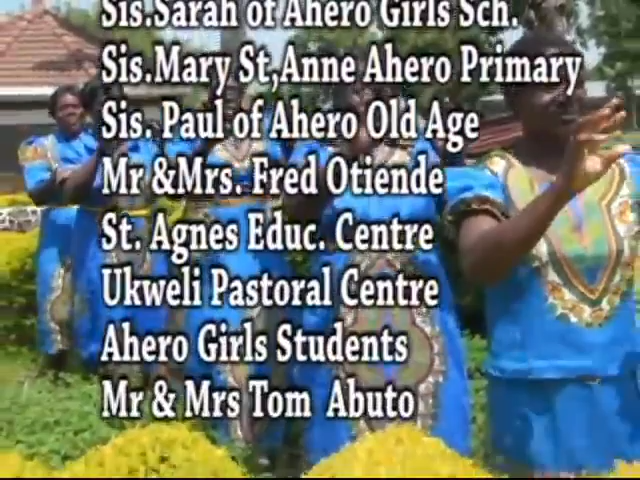 Sis.Sarah of Ahero Girls Sch.
Sis.Mary St,Anne Ahero Primary
Sis. Paul of Ahero Old Age
Mr &Mrs. Fred Otiende
St. Agnes Educ. Centre
Ukweli Pastoral Centre
Ahero Girls Students
Mr & Mrs Tom Abuto